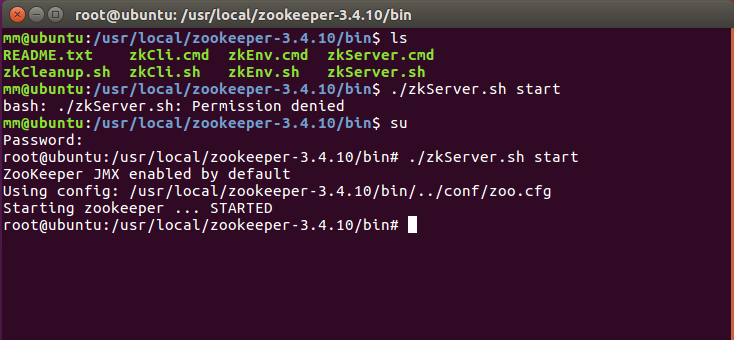 root@ubuntu: /usr/local/zookeeper-3.4.10/bin
mm@ubuntu:/usr/local/zookeeper-3.4.10/bin$ ls
README.txt    zkCli.cmd  zkEnv.cmd  zkServer.cmd
zkCleanup.sh  zkCli.sh   zkEnv.sh   zkServer.sh
mm@ubuntu:/usr/local/zookeeper-3.4.10/bin$ ./zkServer.sh start
bash: ./zkServer.sh: Permission denied
mm@ubuntu:/usr/local/zookeeper-3.4.10/bin$ su
Password:
root@ubuntu:/usr/local/zookeeper-3.4.10/bin# ./zkServer.sh start
ZooKeeper JMX enabled by default
Using config: /usr/local/zookeeper-3.4.10/bin/../conf/zoo.cfg
Starting zookeeper ... STARTED
root@ubuntu:/usr/local/zookeeper-3.4.10/bin#